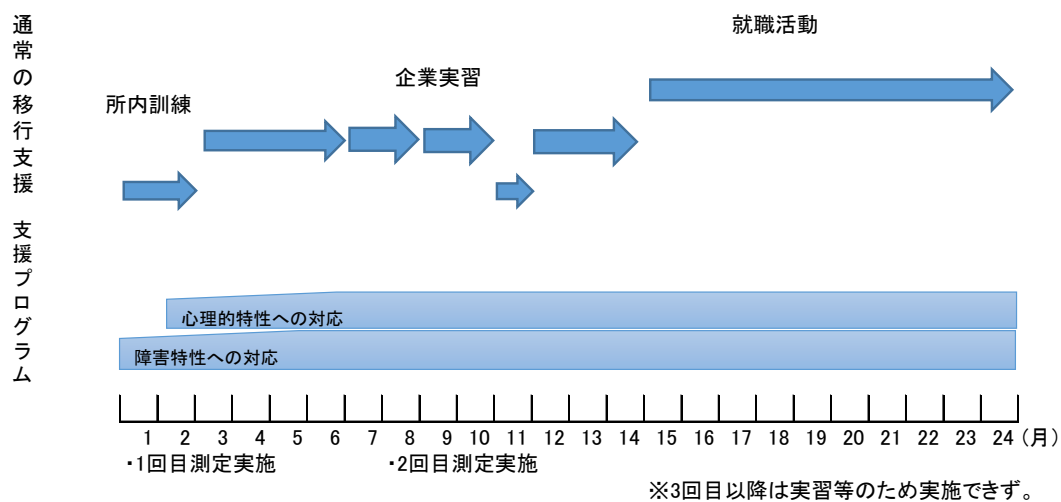 通常の移行支援 支援プログラム
就職活動
企業実習
所内訓練
心理的特性への対応
障害特性への対応
1 2 3 4 5 6 7 8 9 10 11 12 13 14 15 16 17 18 19 20 21 22 23 24 (月)
・1回目測定実施 ・2回目測定実施
※3回目以降は実習等のため実施できず。